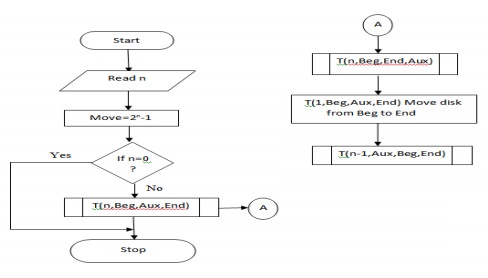 Start
Read n
Move=2ⁿ-1
If n=0
?
Yes
No
T(n,Beg,Aux,End)
A
Stop
A
T(n,Beg,End,Aux)
T(1,Beg,Aux,End) Move disk
from Beg to End
T(n-1,Aux,Beg,End)